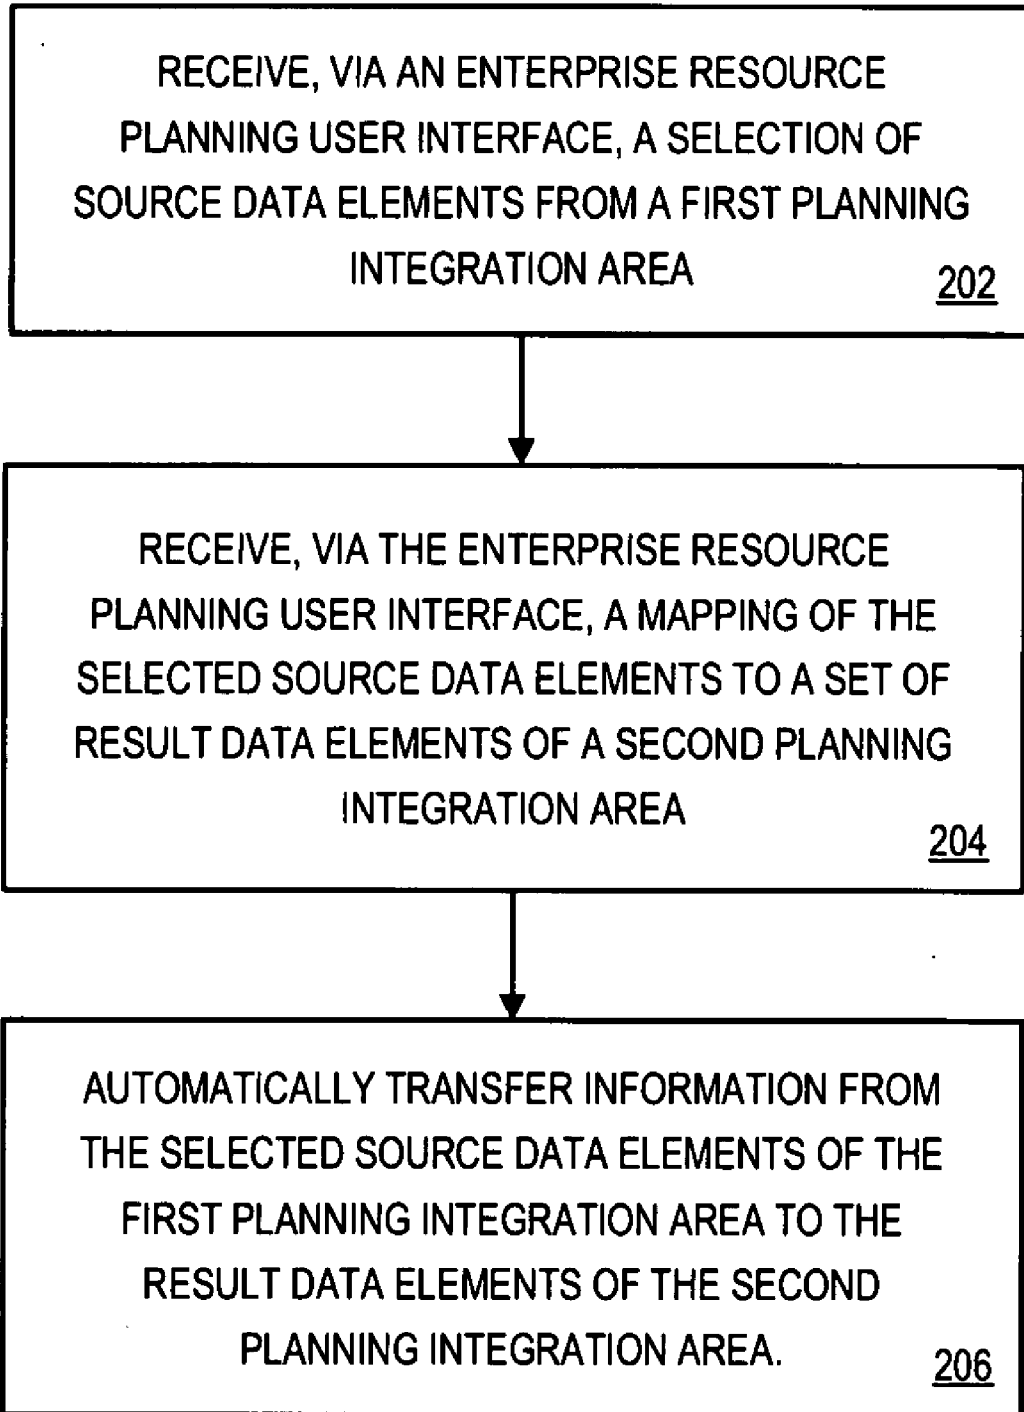 RECEIVE, VIA AN ENTERPRISE RESOURCE
PLANNING USER INTERFACE, A SELECTION OF
SOURCE DATA ELEMENTS FROM A FIRST PLANNING
INTEGRATION AREA
202
RECEIVE, VIA THE ENTERPRISE RESOURCE
PLANNING USER INTERFACE, A MAPPING OF THE
SELECTED SOURCE DATA ELEMENTS TO A SET OF
RESULT DATA ELEMENTS OF A SECOND PLANNING
INTEGRATION AREA
204
AUTOMATICALLY TRANSFER INFORMATION FROM
THE SELECTED SOURCE DATA ELEMENTS OF THE
FIRST PLANNING INTEGRATION AREA TO THE
RESULT DATA ELEMENTS OF THE SECOND
PLANNING INTEGRATION AREA.
206